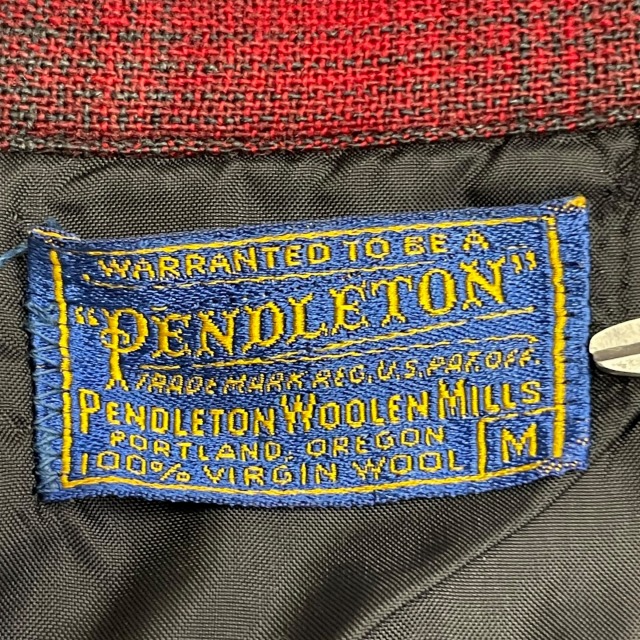 WARRANTED TO BE A
"PENDLETON"
TRADE MARK REG. U.S. PAT. OFF.
PENDLETON WOOLEN MILLS
PORTLAND, OREGON
100% VIRGIN WOOL M